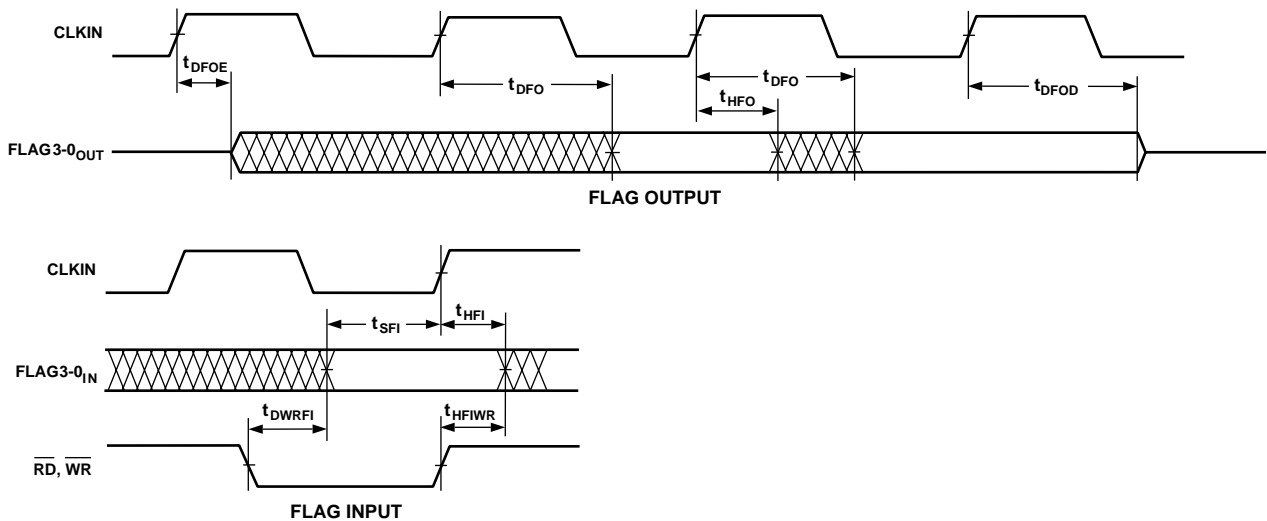 CLKIN
tDFOE
tDFO
tDFO
tHFO
tDFOD
FLAG3-0OUT
FLAG OUTPUT
CLKIN
tSFI
tHFI
FLAG3-0IN
tDWRFI
tHFIWR
RD, WR
FLAG INPUT